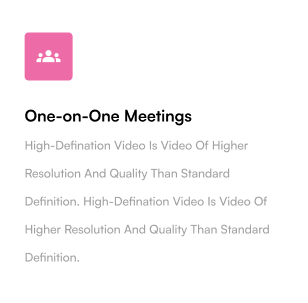 One-on-One Meetings
High-Defination Video Is Video Of Higher
Resolution And Quality Than Standard
Definition. High-Defination Video Is Video Of
Higher Resolution And Quality Than Standard
Definition.